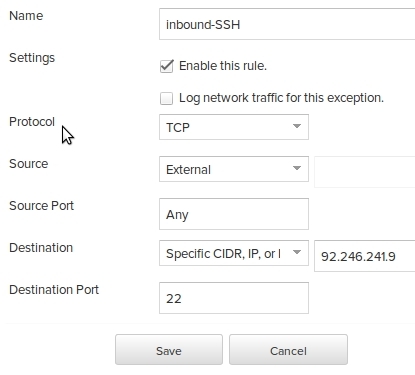 Name
inbound-SSH
Settings
Enable this rule.
Log network traffic for this exception.
Protocol
TCP
Source
External
Source Port
Any
Destination
Specific CIDR, IP, or
92.246.241.9
Destination Port
22
Save
Cancel